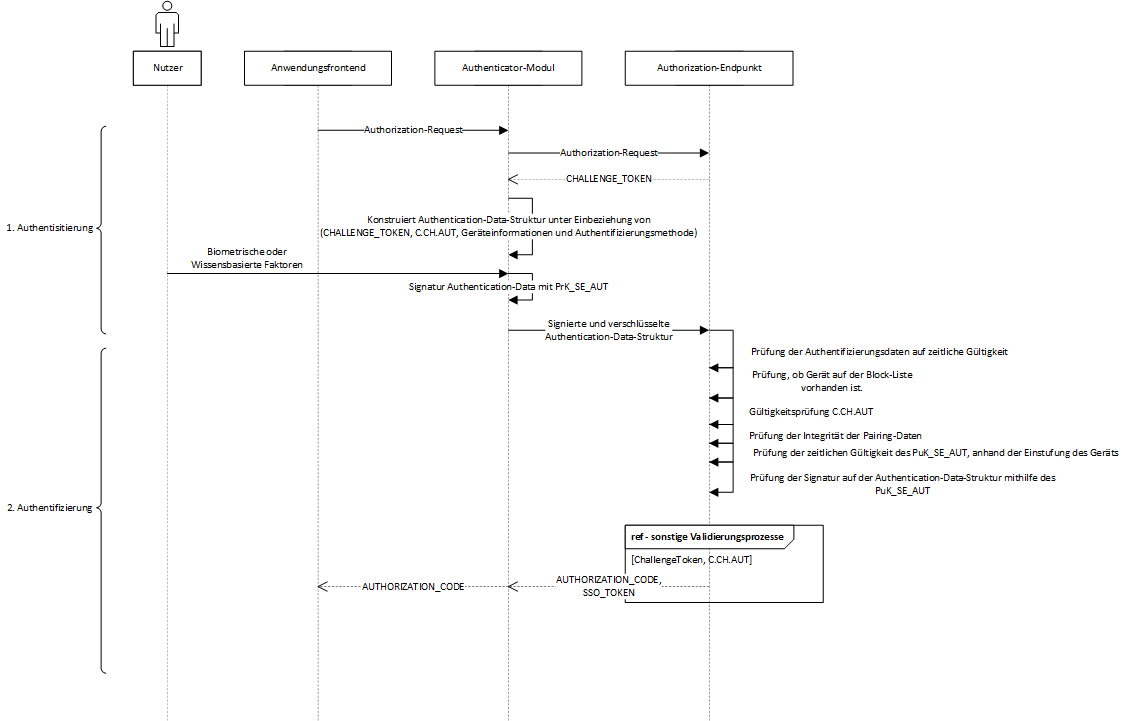 Nutzer
Anwendungsfrontend
Authenticator-Modul
Authorization-Endpunkt
Authorization-Request
Authorization-Request
CHALLENGE_TOKEN
1. Authentisitierung
Konstruiert Authentication-Data-Struktur unter Einbeziehung von
(CHALLENGE_TOKEN, C.CH.AUT, Geräteinformationen und Authentifizierungsmethode)
Biometrische oder
Wissensbasierte Faktoren
Signatur Authentication-Data mit PrK_SE_AUT
Signierte und verschlüsselte
Authentication-Data-Struktur
Prüfung der Authentifizierungsdaten auf zeitliche Gültigkeit
Prüfung, ob Gerät auf der Block-Liste
vorhanden ist.
Gültigkeitsprüfung C.CH.AUT
Prüfung der Integrität der Pairing-Daten
Prüfung der zeitlichen Gültigkeit des PuK_SE_AUT, anhand der Einstufung des Geräts
Prüfung der Signatur auf der Authentication-Data-Struktur mithilfe des
PuK_SE_AUT
2. Authentifizierung
ref - sonstige Validierungsprozesse
[ChallengeToken, C.CH.AUT]
AUTHORIZATION_CODE,
SSO_TOKEN
AUTHORIZATION_CODE